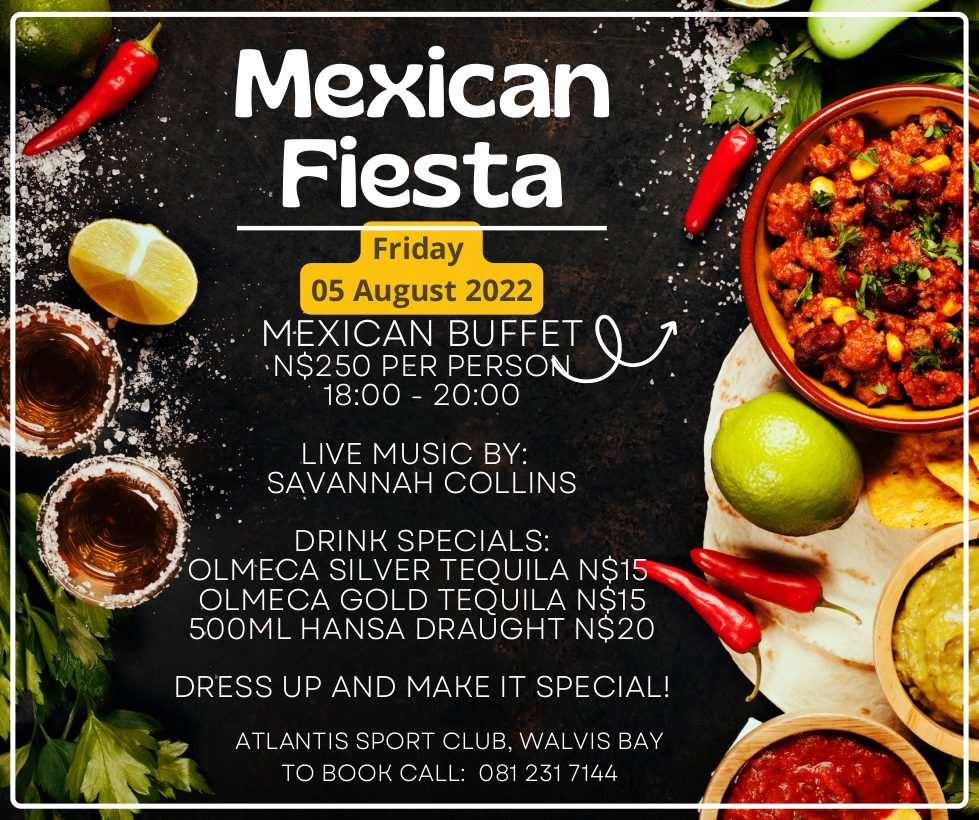 Mexican
Fiesta
Friday
05 August 2022
MEXICAN BUFFET
N$250 PER PERSON
18:00 - 20:00
LIVE MUSIC BY:
SAVANNAH COLLINS
DRINK SPECIALS:
OLMECA SILVER TEQUILA N$15
OLMECA GOLD TEQUILA N$15
500ML HANSA DRAUGHT N$20
DRESS UP AND MAKE IT SPECIAL!
ATLANTIS SPORT CLUB, WALVIS BAY
TO BOOK CALL: 081 231 7144